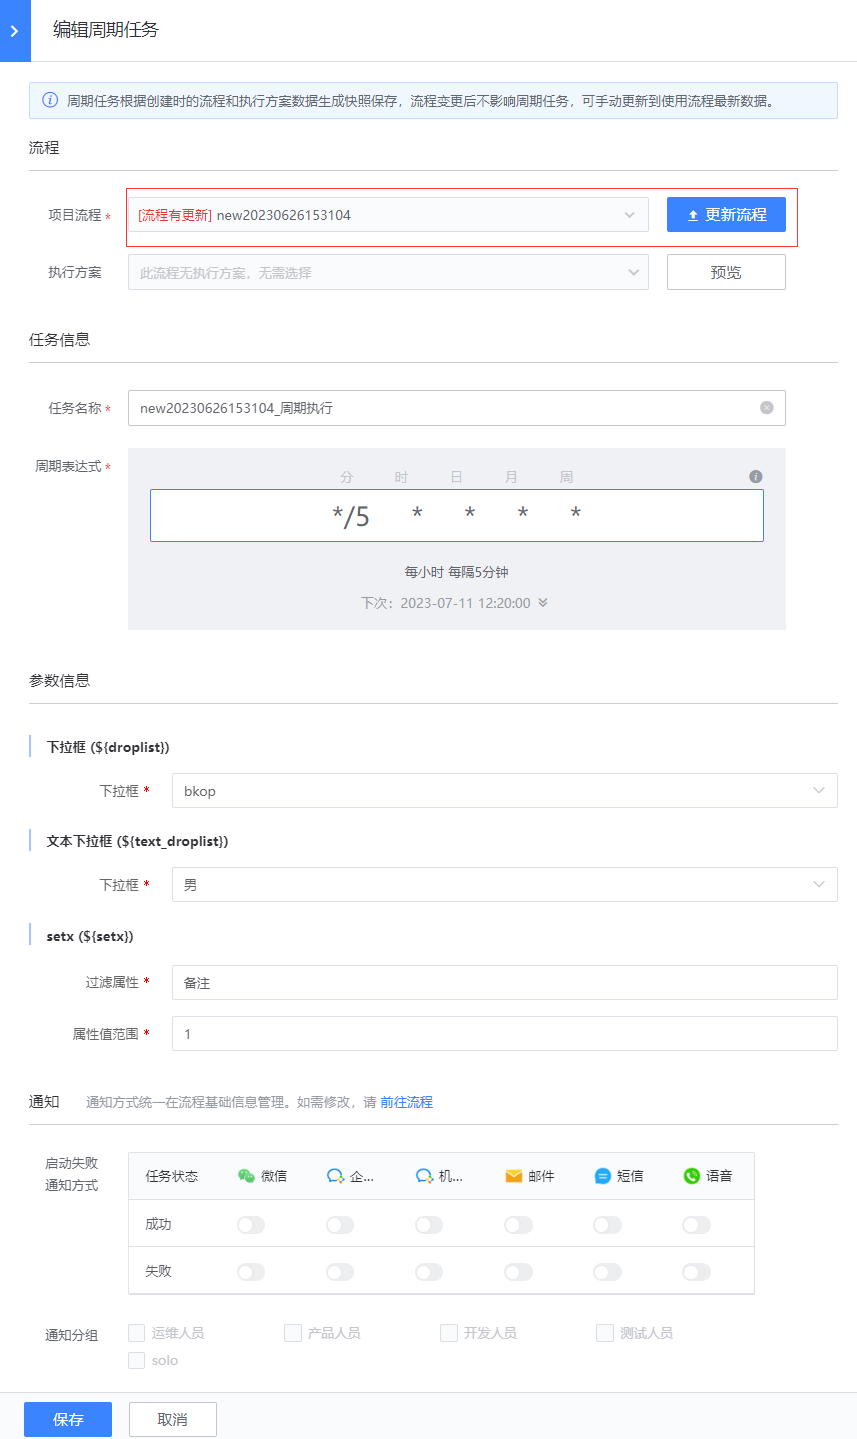 编辑周期任务
周期任务根据创建时的流程和执行方案数据生成快照保存，流程变更后不影响周期任务，可手动更新到使用流程最新数据。
流程
项目流程 * [流程有更新] new20230626153104 更新流程
执行方案 此流程无执行方案，无需选择 预览
任务信息
任务名称 * new20230626153104_周期执行
周期表达式 * 分 时 日 月 周
*/5 * * * *
每小时 每隔5分钟
下次：2023-07-11 12:20:00
参数信息
下拉框 (${droplist})
下拉框 * bkop
文本下拉框 (${text_droplist})
下拉框 * 男
setx (${setx})
过滤属性 * 备注
属性值范围 * 1
通知 通知方式统一在流程基础信息管理。如需修改，请 前往流程
启动失败
通知方式
任务状态 微信 企... 机... 邮件 短信 语音
成功
失败
通知分组 运维人员 产品人员 开发人员 测试人员
solo
保存 取消